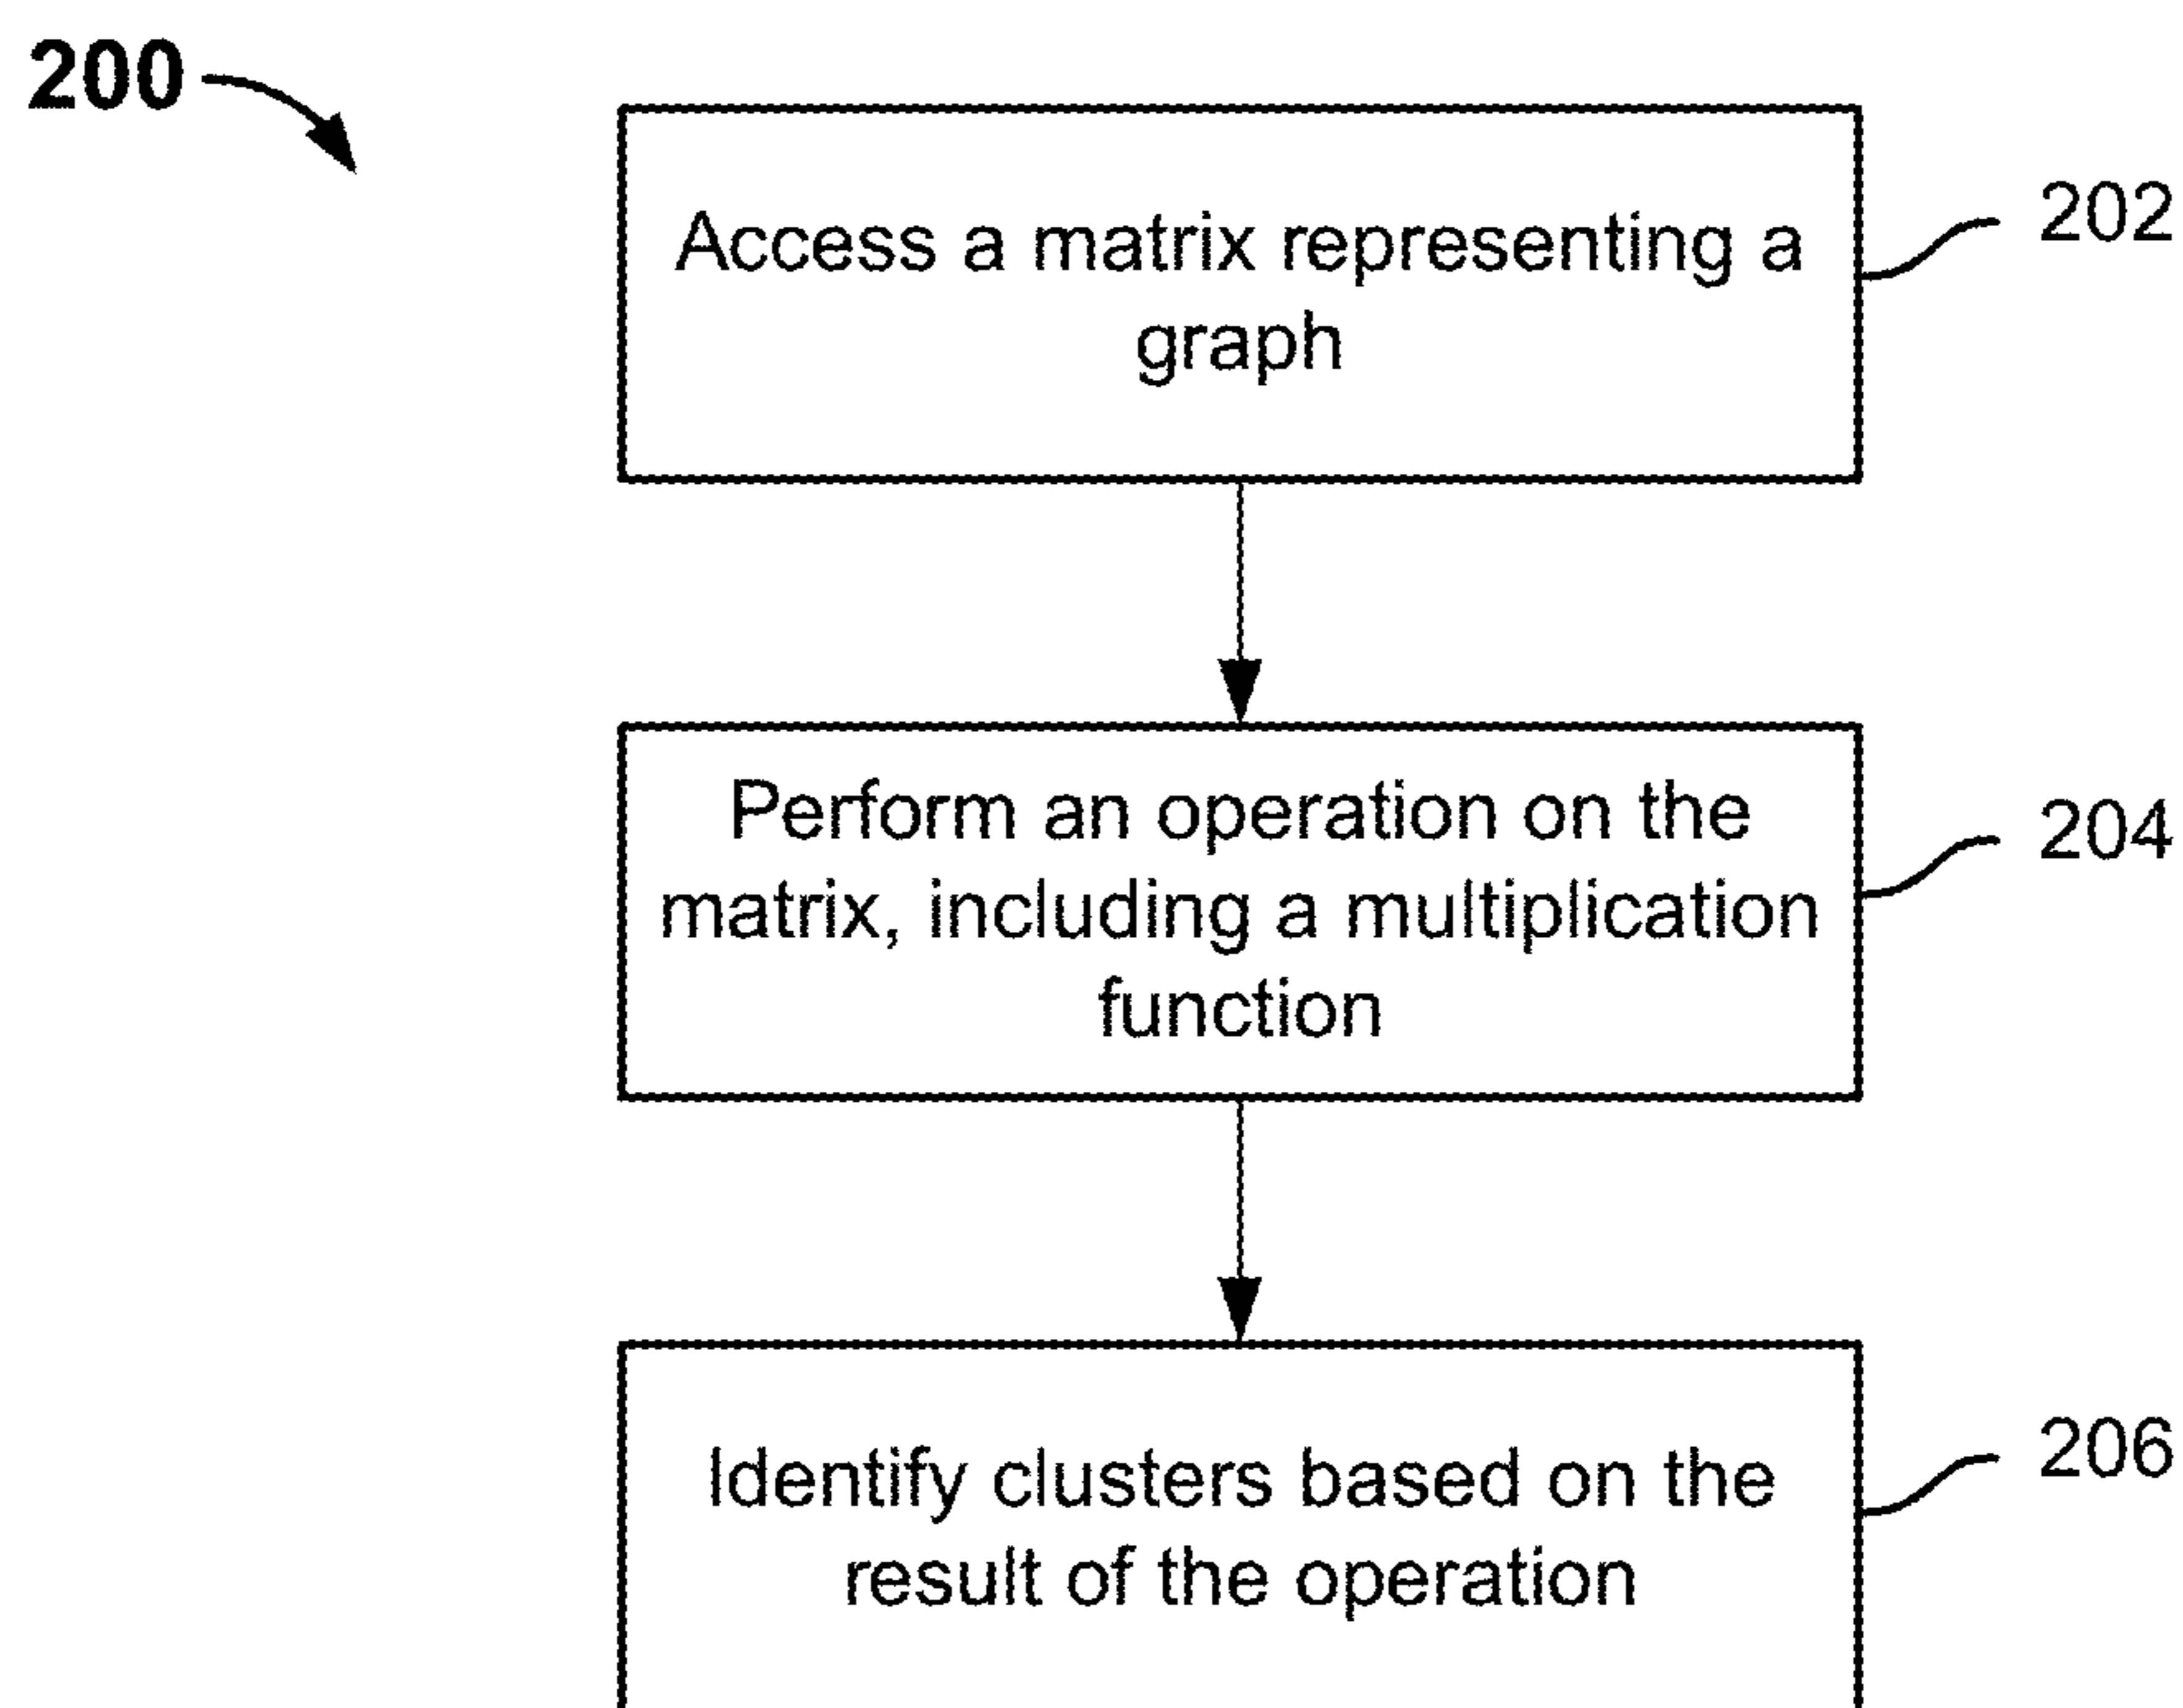 200
Access a matrix representing a
graph
202
Perform an operation on the
matrix, including a multiplication
function
204
Identify clusters based on the
result of the operation
206